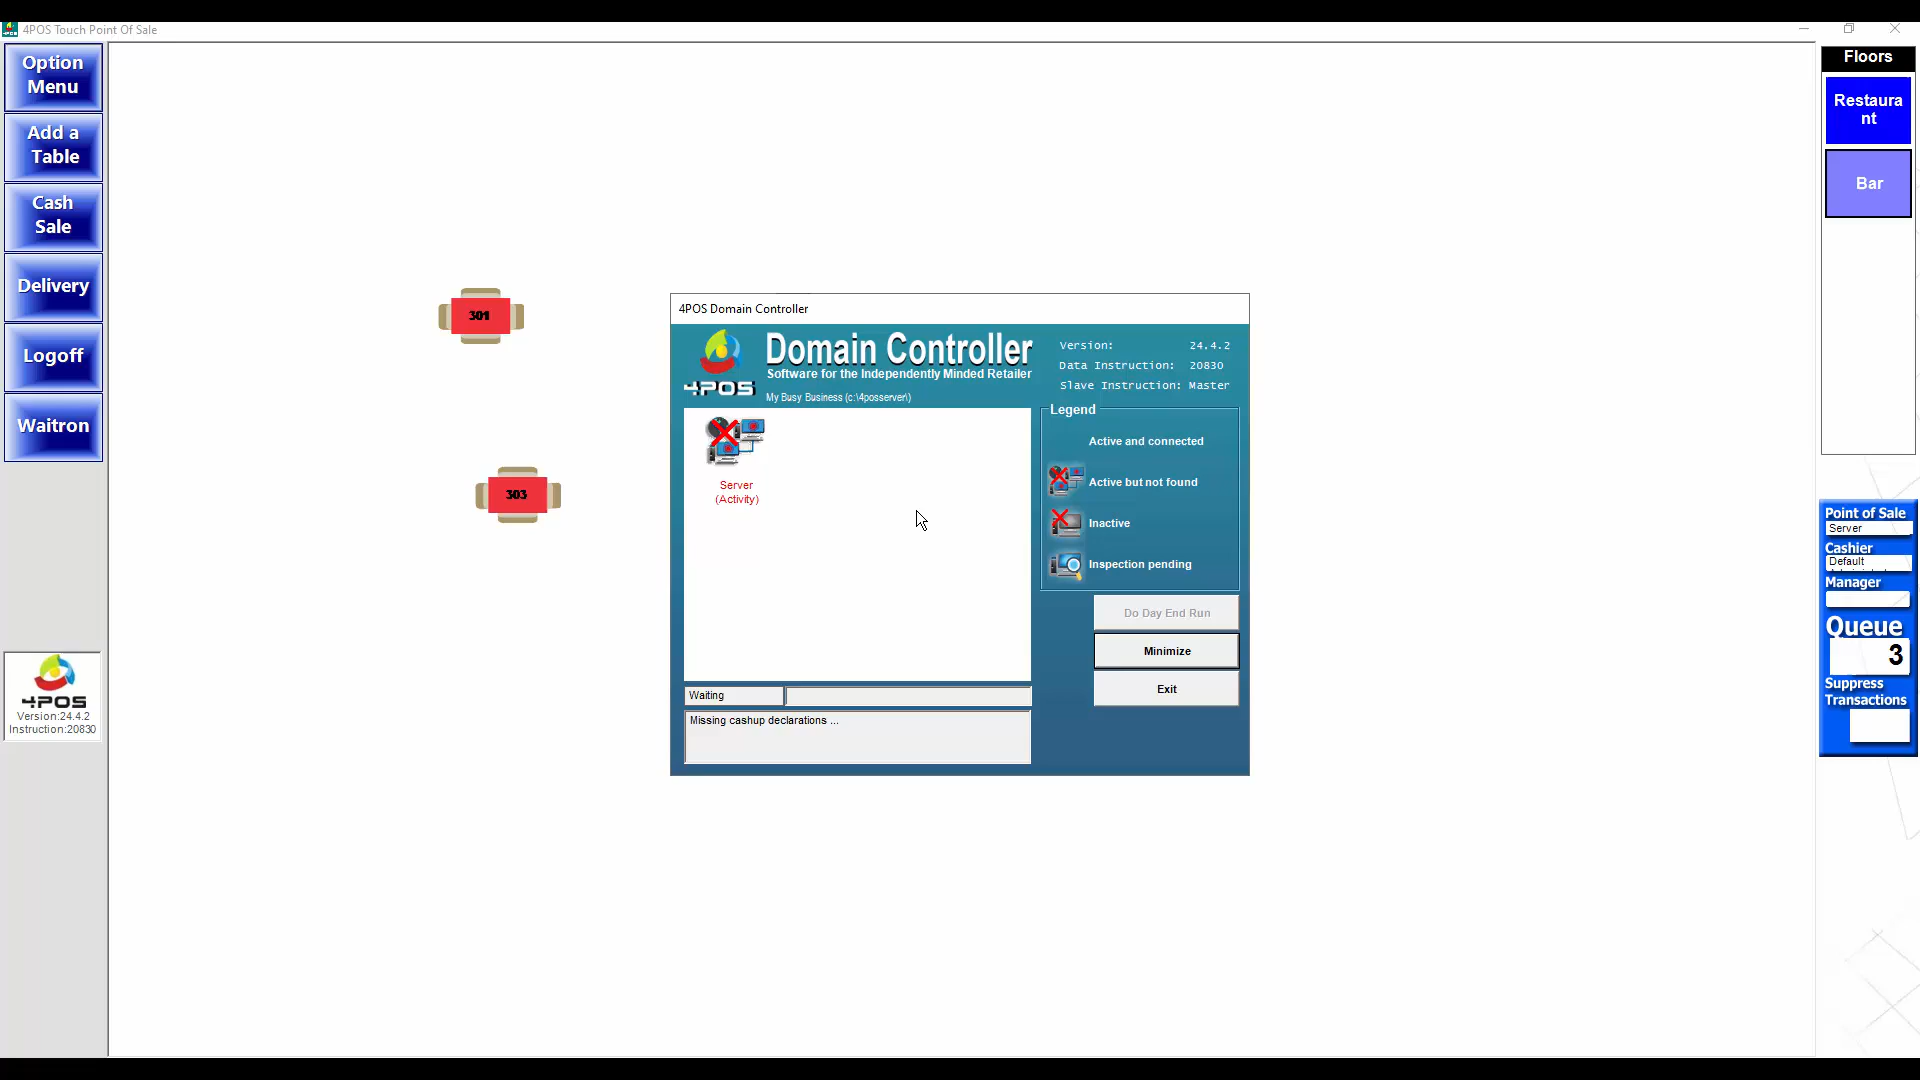 4POS Touch Point Of Sale
Option
Menu
Add a
Table
Cash
Sale
Delivery
Logoff
Waitron
4POS
Version:24.4.2
Instruction:20830
301
303
4POS Domain Controller
4POS
Domain Controller
Software for the Independently Minded Retailer
My Busy Business (c:\4posserver\)
Version: 24.4.2
Data Instruction: 20830
Slave Instruction: Master
Server
(Activity)
Legend
Active and connected
Active but not found
Inactive
Inspection pending
Do Day End Run
Minimize
Exit
Waiting
Missing cashup declarations ...
Floors
Restaura
nt
Bar
Point of Sale
Server
Cashier
Default
Manager
Queue
3
Suppress
Transactions